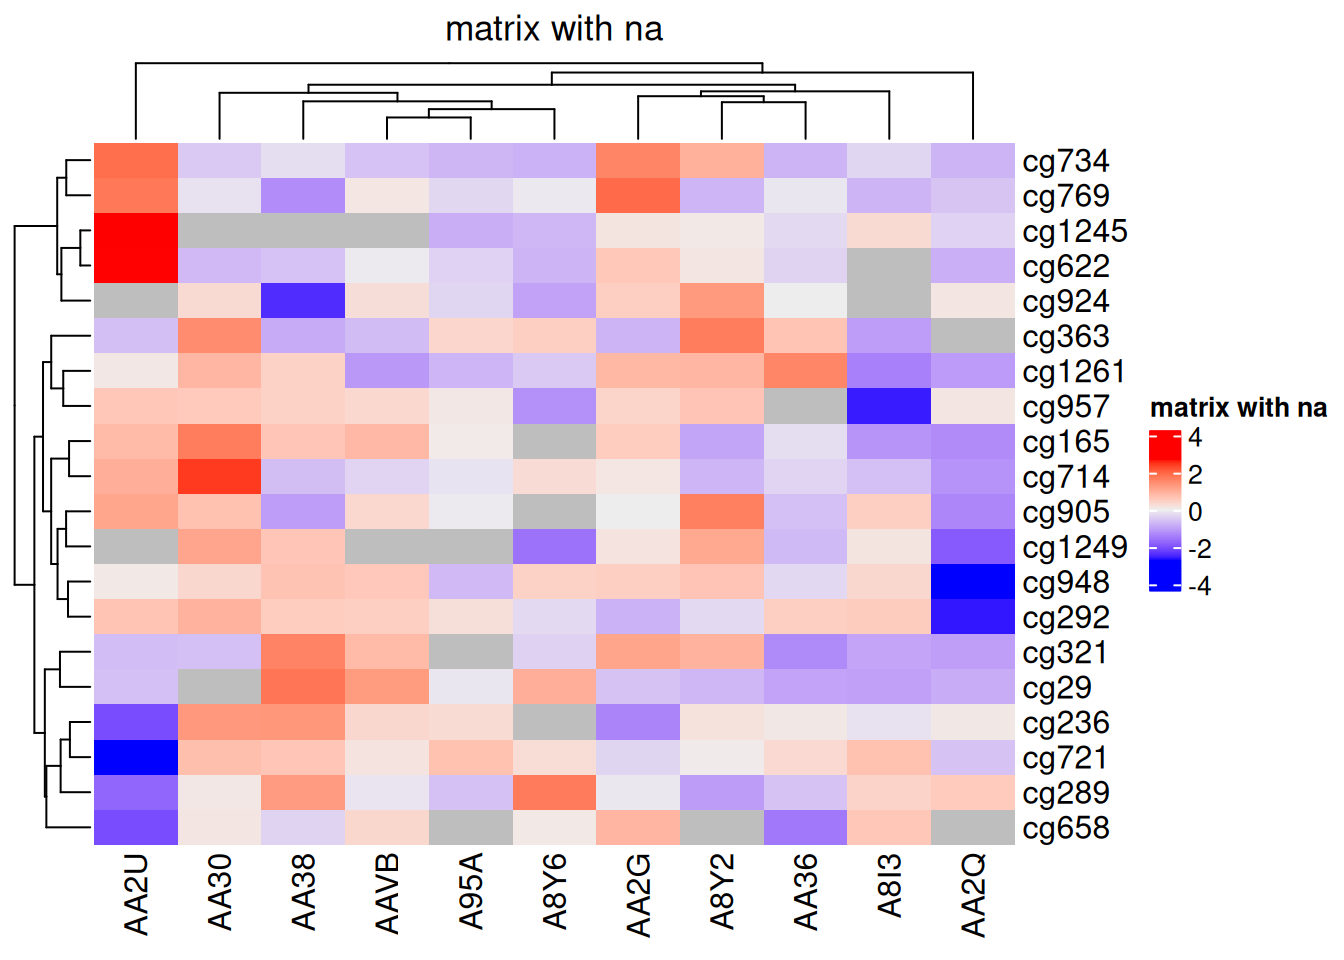 matrix with na
cg734
cg769
cg1245
cg622
cg924
cg363
cg1261
cg957
cg165
cg714
cg905
cg1249
cg948
cg292
cg321
cg29
cg236
cg721
cg289
cg658
matrix with na
4
2
0
-2
-4
AA2U
AA30
AA38
AAVB
A95A
A8Y6
AA2G
A8Y2
AA36
A8I3
AA2Q